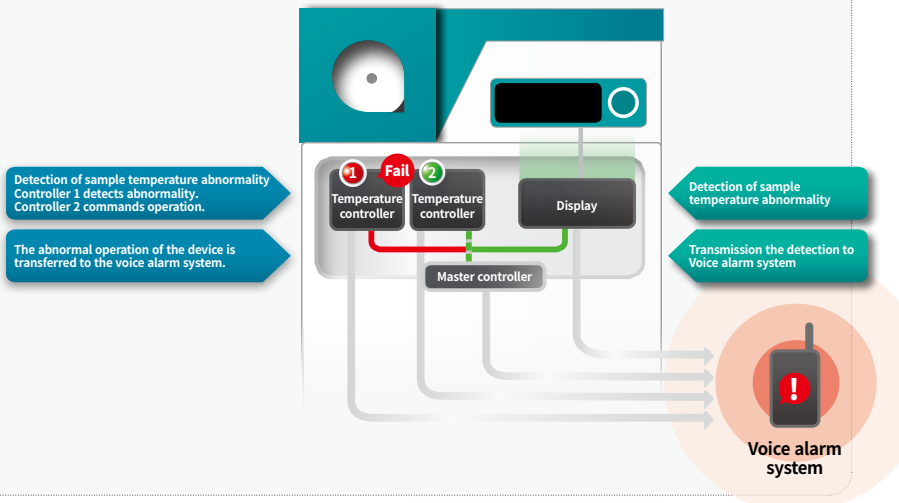 Detection of sample temperature abnormality
Controller 1 detects abnormality.
Controller 2 commands operation.
The abnormal operation of the device is
transferred to the voice alarm system.
1
Fail
2
Temperature
controller
Temperature
controller
Display
Master controller
Detection of sample
temperature abnormality
Transmission the detection to
Voice alarm system
!
Voice alarm
system